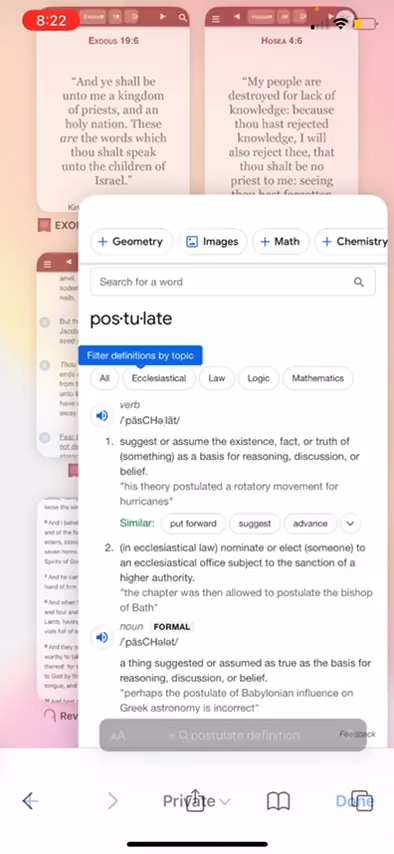 8:22
EXODUS 19:6
HOSEA 4:6
“And ye shall be
unto me a kingdom
of priests, and an
holy nation. These
are the words which
thou shalt speak
unto the children of
Israel.”
“My people are
destroyed for lack of
knowledge: because
thou hast rejected
knowledge, I will
also reject thee, that
thou shalt be no
priest to me: seeing
EXO
+ Geometry
Images
+ Math
+ Chemistry
Search for a word
pos·tu·late
Filter definitions by topic
All
Ecclesiastical
Law
Logic
Mathematics
verb
/ˈpäsCHəˌlāt/
1. suggest or assume the existence, fact, or truth of
(something) as a basis for reasoning, discussion, or
belief.
"his theory postulated a rotatory movement for
hurricanes"
Similar:
put forward
suggest
advance
2. (in ecclesiastical law) nominate or elect (someone) to
an ecclesiastical office subject to the sanction of a
higher authority.
"the chapter was then allowed to postulate the bishop
of Bath"
noun FORMAL
/ˈpäsCHələt/
a thing suggested or assumed as true as the basis for
reasoning, discussion, or belief.
"perhaps the postulate of Babylonian influence on
Greek astronomy is incorrect"
AA
postulate definition
Feedback
Rev
Private
Done